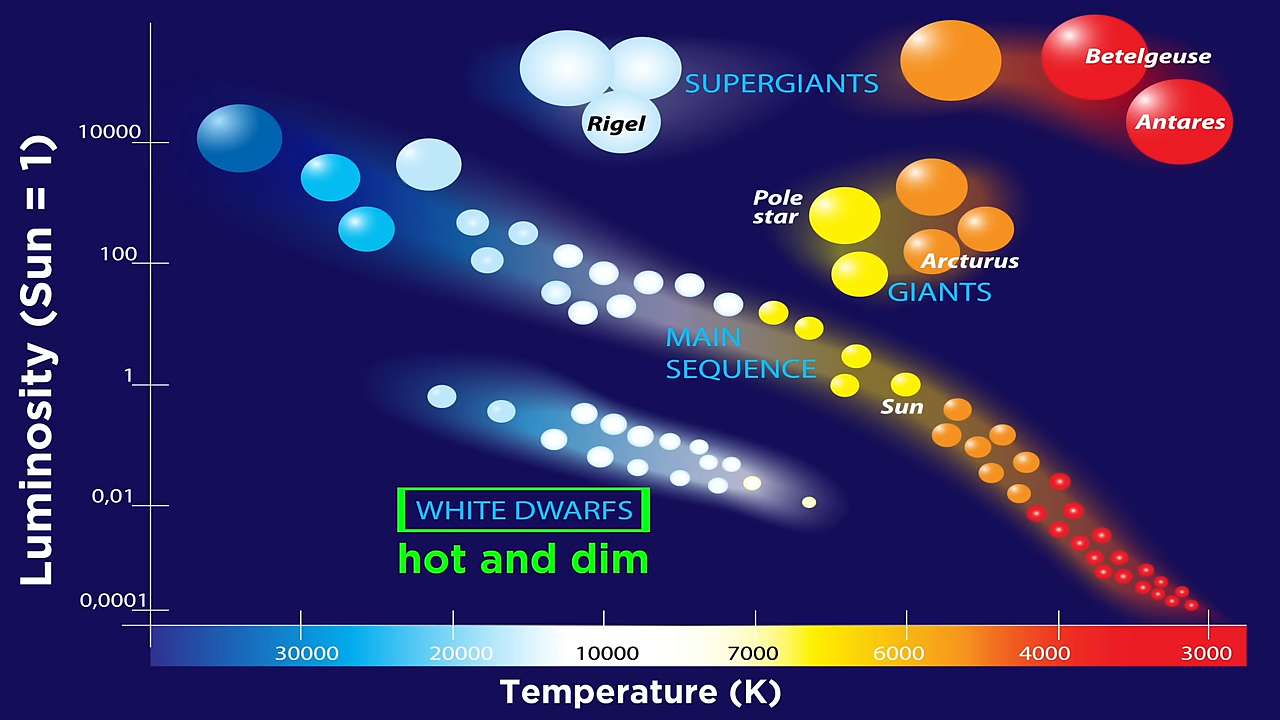 Luminosity (Sun = 1)
10000
100
1
0,01
0,0001
SUPERGIANTS
Rigel
Betelgeuse
Antares
Pole
star
Arcturus
GIANTS
MAIN
SEQUENCE
Sun
WHITE DWARFS
hot and dim
30000 20000 10000 7000 6000 4000 3000
Temperature (K)